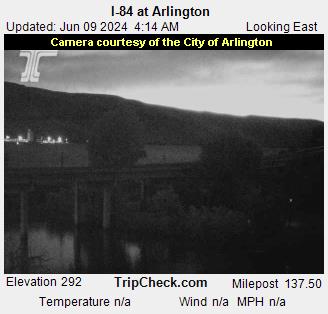 I-84 at Arlington
Updated: Jun 09 2024 4:14 AM Looking East
Camera courtesy of the City of Arlington
Elevation 292 TripCheck.com Milepost 137.50
Temperature n/a Wind n/a MPH n/a